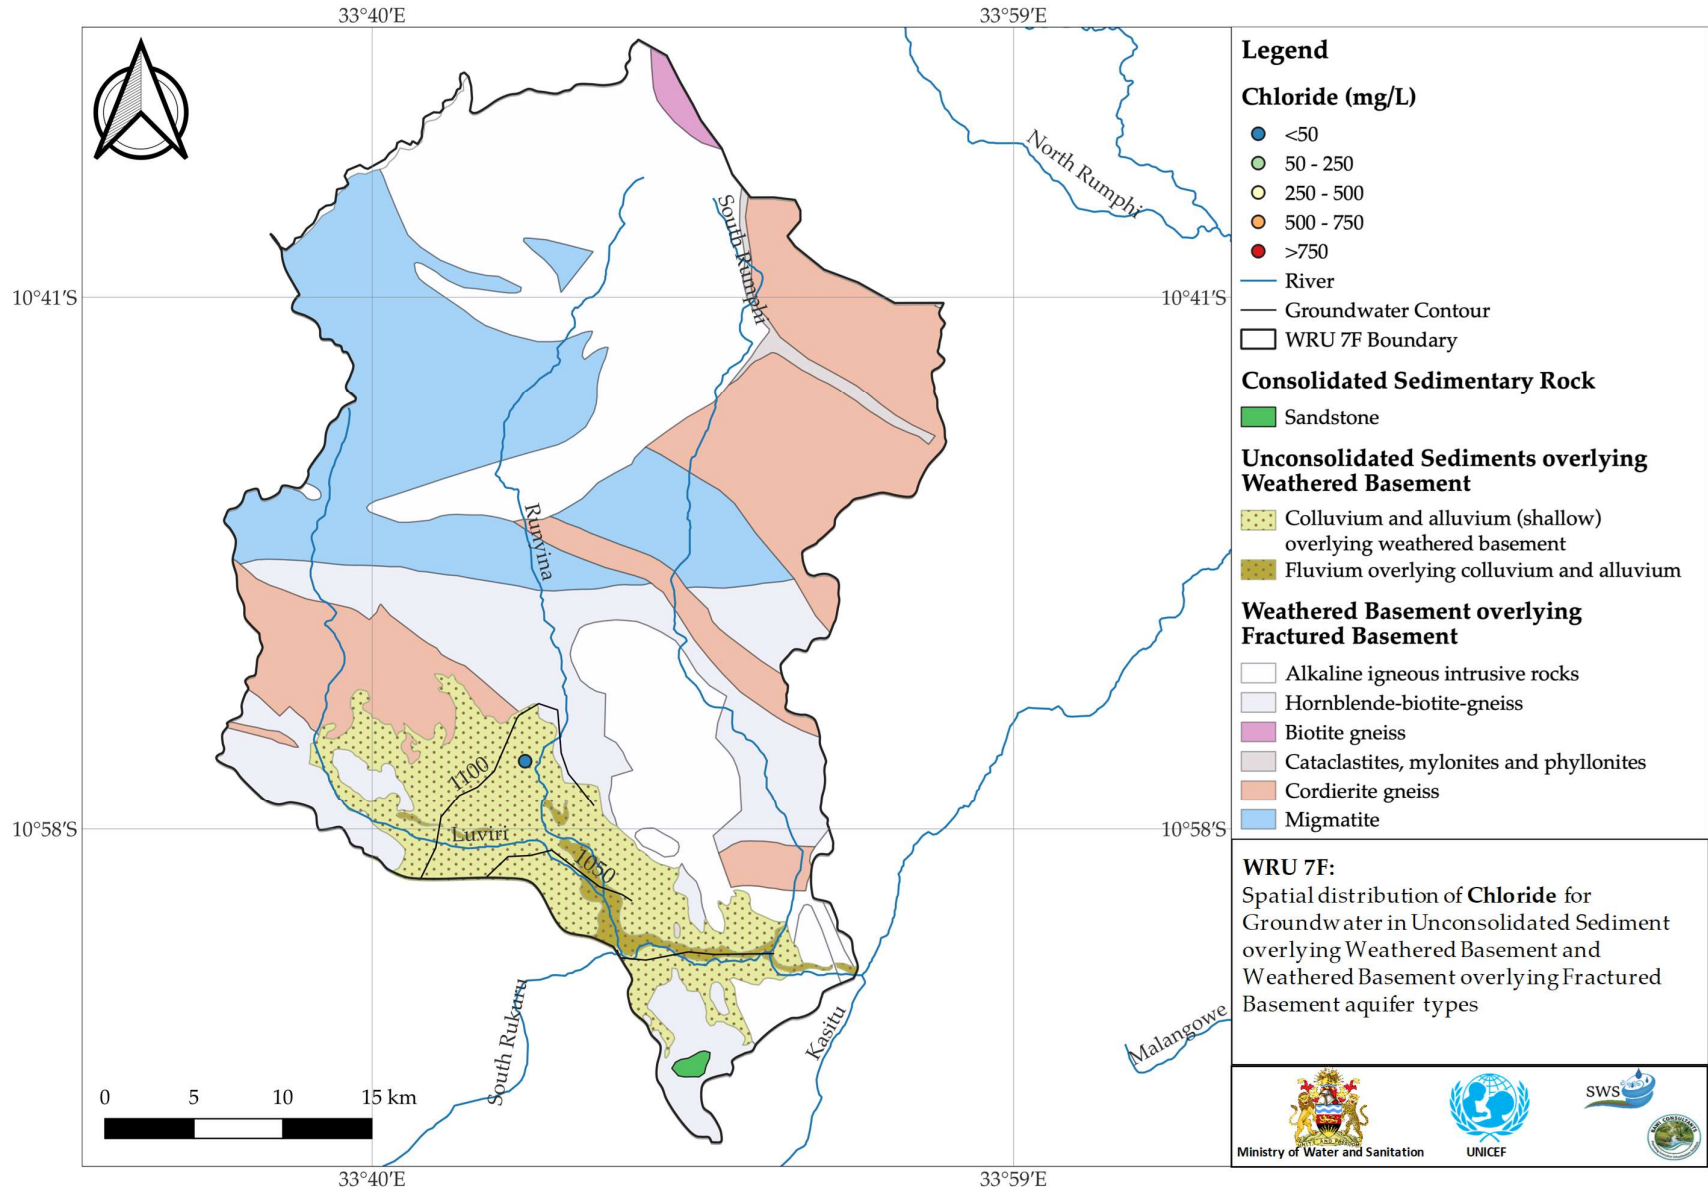 33°40'E
33°59'E
North Rumphi
South Rumphi
10°41'S
10°41'S
Runyina
1100
10°58'S
10°58'S
Luviri
1050
South Rukuru
Kasitu
Malangowe
0 5 10 15 km
33°40'E
33°59'E
Legend
Chloride (mg/L)
<50
50 - 250
250 - 500
500 - 750
>750
River
Groundwater Contour
WRU 7F Boundary
Consolidated Sedimentary Rock
Sandstone
Unconsolidated Sediments overlying
Weathered Basement
Colluvium and alluvium (shallow)
overlying weathered basement
Fluvium overlying colluvium and alluvium
Weathered Basement overlying
Fractured Basement
Alkaline igneous intrusive rocks
Hornblende-biotite-gneiss
Biotite gneiss
Cataclastites, mylonites and phyllonites
Cordierite gneiss
Migmatite
WRU 7F:
Spatial distribution of Chloride for
Groundwater in Unconsolidated Sediment
overlying Weathered Basement and
Weathered Basement overlying Fractured
Basement aquifer types
Ministry of Water and Sanitation
UNICEF
SWS